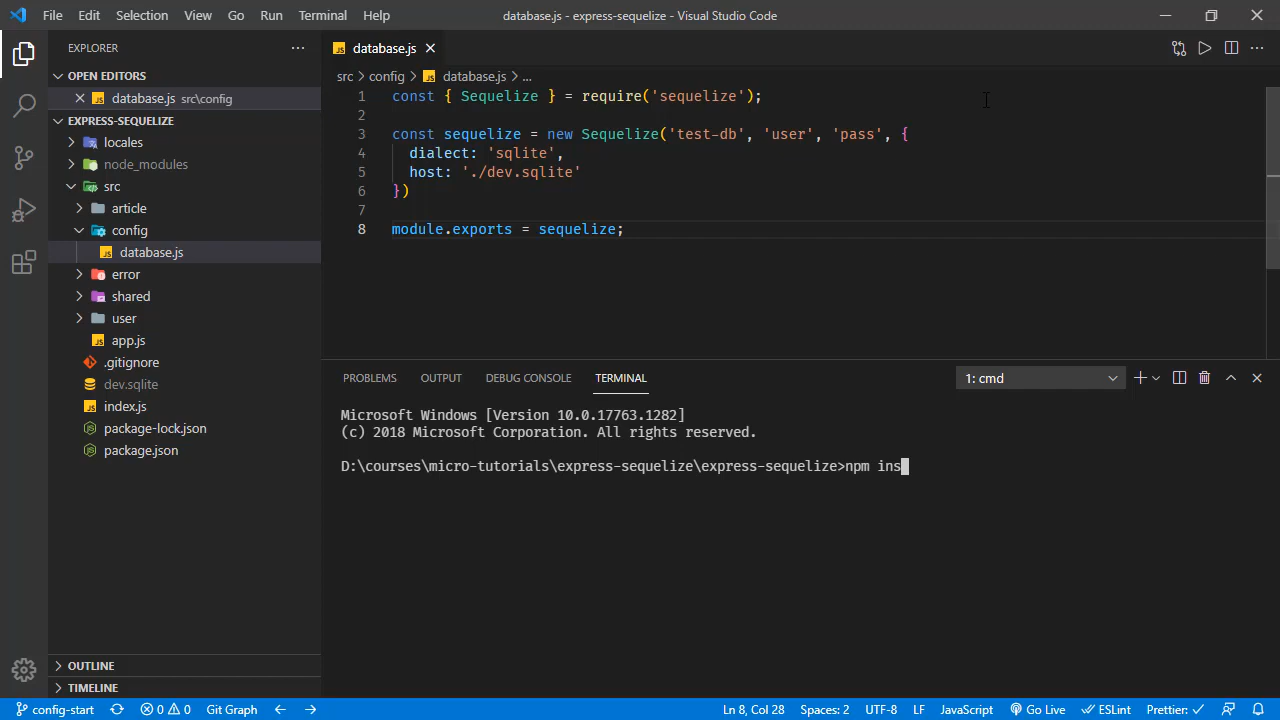 File Edit Selection View Go Run Terminal Help
database.js - express-sequelize - Visual Studio Code
EXPLORER
OPEN EDITORS
database.js src\config
EXPRESS-SEQUELIZE
locales
node_modules
src
article
config
database.js
error
shared
user
app.js
.gitignore
dev.sqlite
index.js
package-lock.json
package.json
OUTLINE
TIMELINE
database.js
src > config > database.js > ...
1 const { Sequelize } = require('sequelize');
2
3 const sequelize = new Sequelize('test-db', 'user', 'pass', {
4 dialect: 'sqlite',
5 host: './dev.sqlite'
6 })
7
8 module.exports = sequelize;
PROBLEMS OUTPUT DEBUG CONSOLE TERMINAL
1: cmd
Microsoft Windows [Version 10.0.17763.1282]
(c) 2018 Microsoft Corporation. All rights reserved.
D:\courses\micro-tutorials\express-sequelize\express-sequelize>npm ins
config-start 0 0 Git Graph Ln 8, Col 28 Spaces: 2 UTF-8 LF JavaScript Go Live ESLint Prettier: